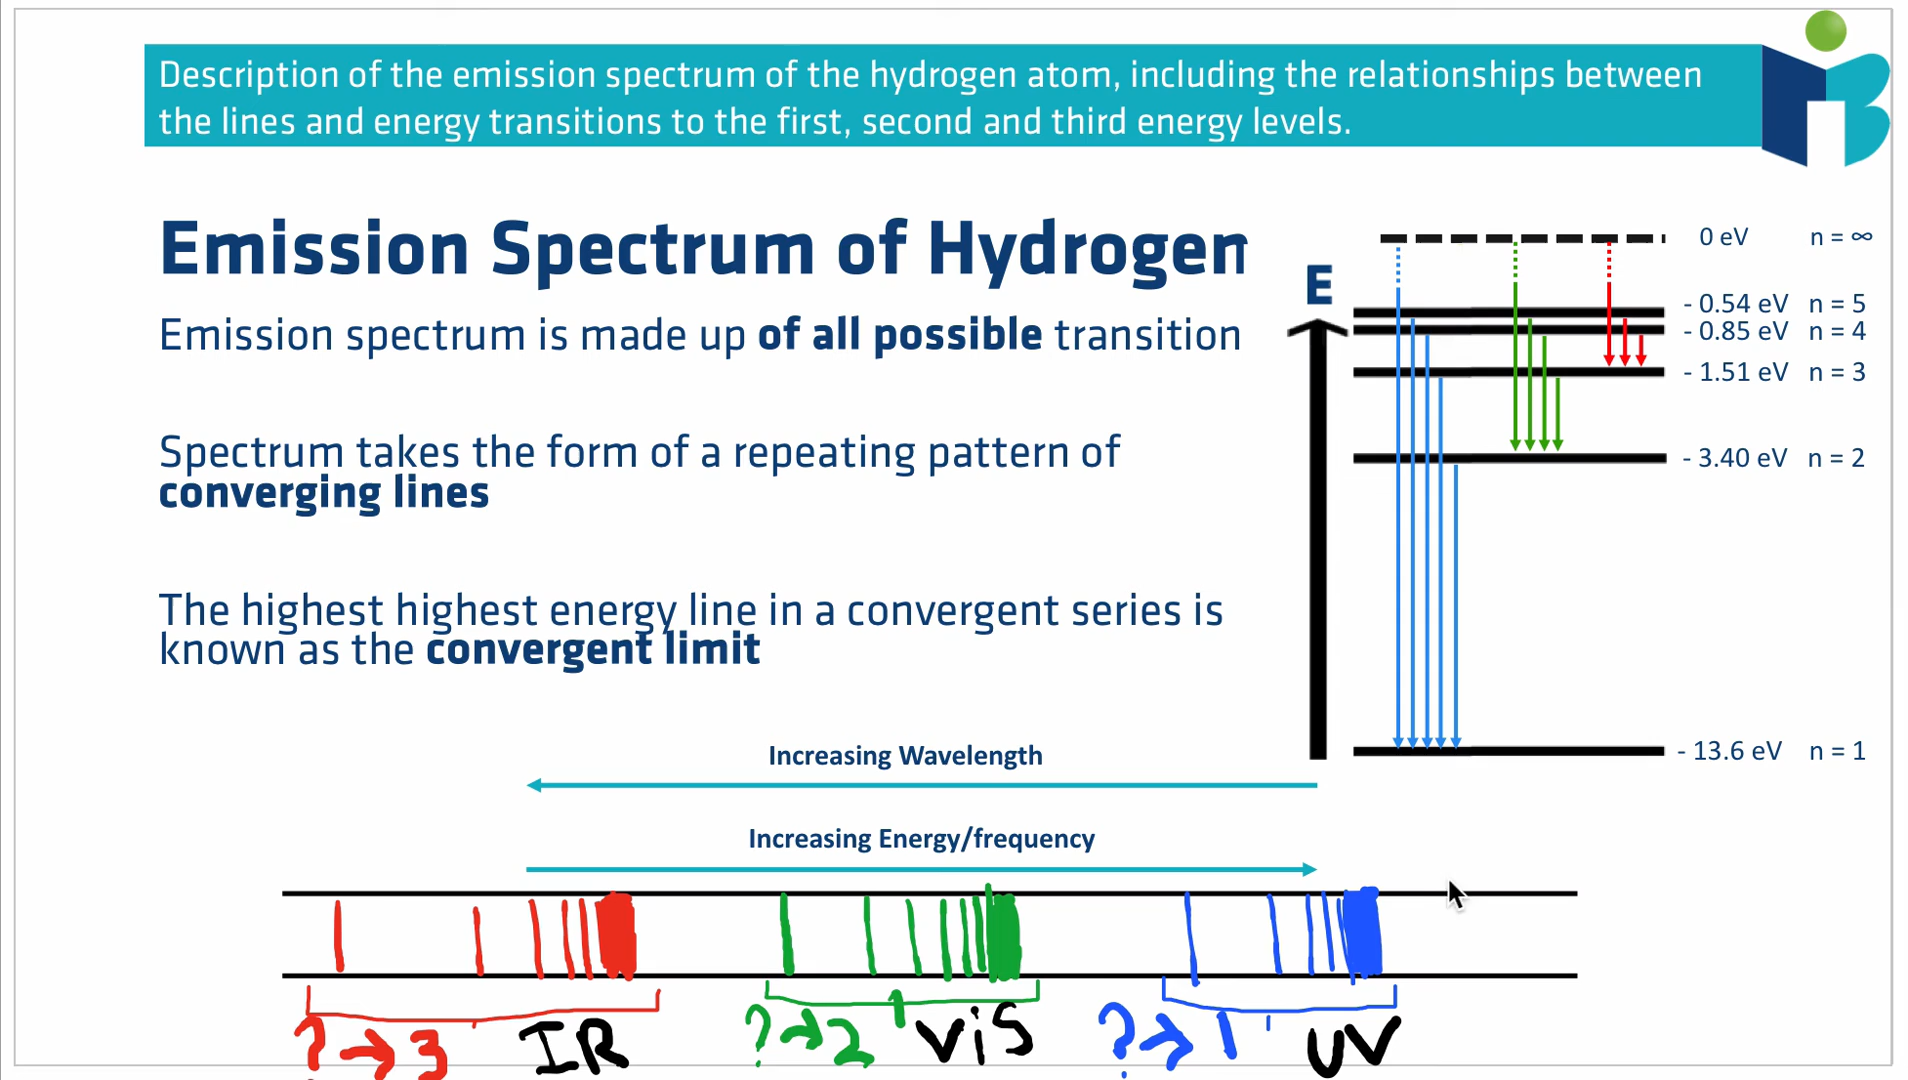 Description of the emission spectrum of the hydrogen atom, including the relationships between
the lines and energy transitions to the first, second and third energy levels.
Emission Spectrum of Hydrogen
Emission spectrum is made up of all possible transition
Spectrum takes the form of a repeating pattern of
converging lines
The highest highest energy line in a convergent series is
known as the convergent limit
E
0 eV n = ∞
- 0.54 eV n = 5
- 0.85 eV n = 4
- 1.51 eV n = 3
- 3.40 eV n = 2
- 13.6 eV n = 1
Increasing Wavelength
Increasing Energy/frequency
? → 3 IR ? → 2 Vis ? → 1 UV